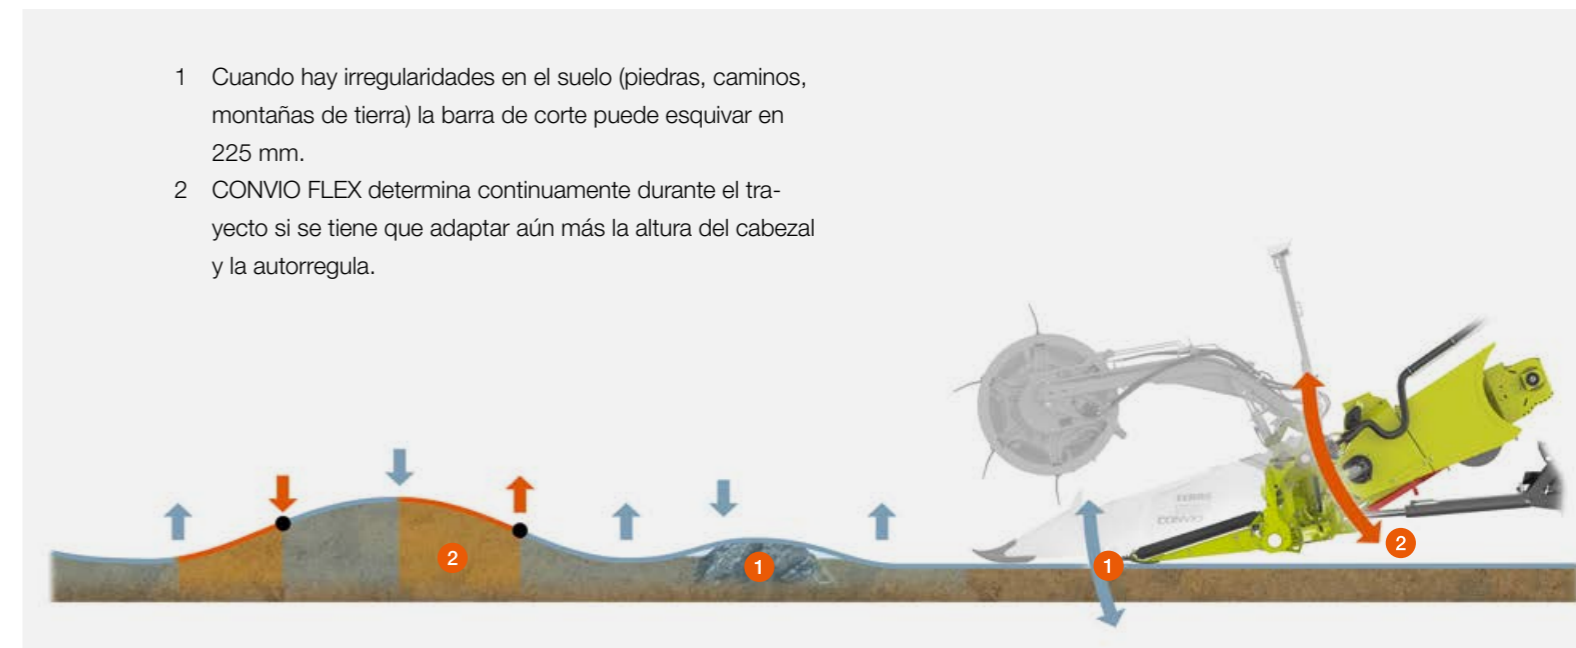 1 Cuando hay irregularidades en el suelo (piedras, caminos,
montañas de tierra) la barra de corte puede esquivar en
225 mm.
2 CONVIO FLEX determina continuamente durante el tra-
yecto si se tiene que adaptar aún más la altura del cabezal
y la autorregula.
CONVIO
2
1
1
2